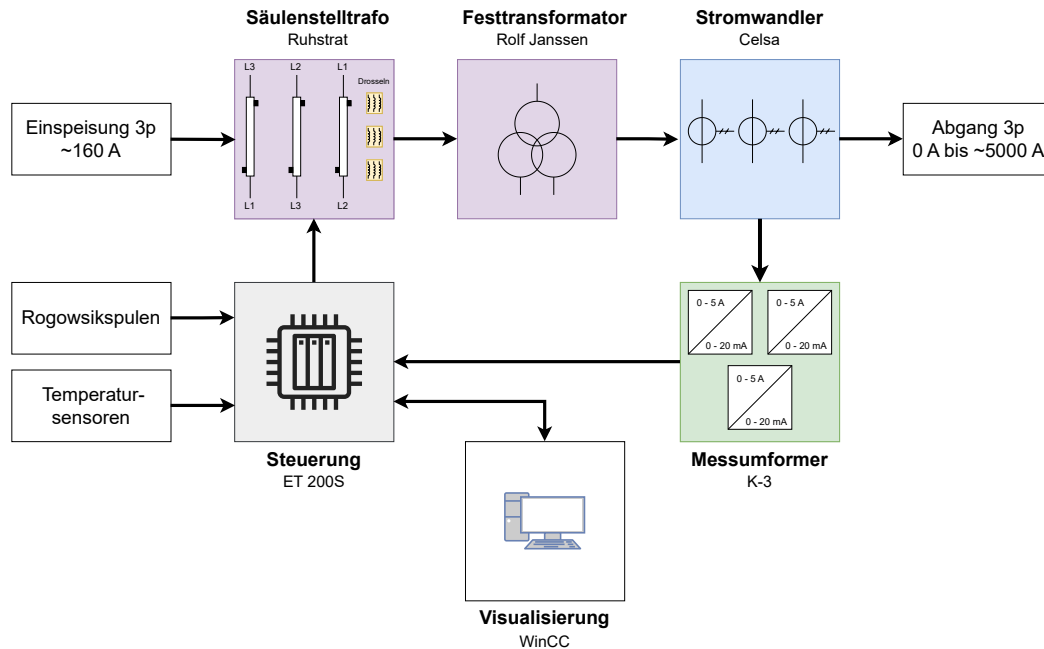 Säulenstelltrafo
Ruhstrat
Festtransformator
Rolf Janssen
Stromwandler
Celsa
L3 L2 L1
Drosseln
L1 L3 L2
Einspeisung 3p
~160 A
Abgang 3p
0 A bis ~5000 A
Rogowsikspulen
Temperatur-
sensoren
0 - 5 A
0 - 20 mA
0 - 5 A
0 - 20 mA
0 - 5 A
0 - 20 mA
Steuerung
ET 200S
Messumformer
K-3
Visualisierung
WinCC